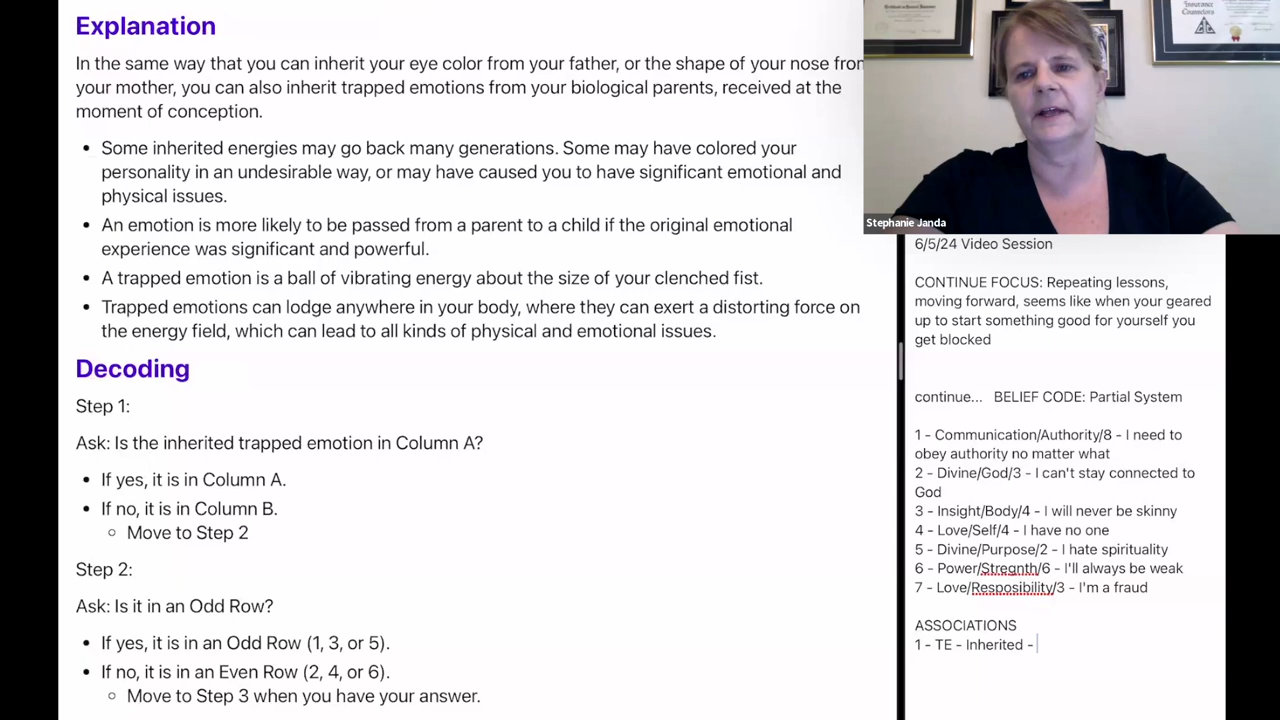 Explanation
In the same way that you can inherit your eye color from your father, or the shape of your nose from
your mother, you can also inherit trapped emotions from your biological parents, received at the
moment of conception.
• Some inherited energies may go back many generations. Some may have colored your
personality in an undesirable way, or may have caused you to have significant emotional and
physical issues.
• An emotion is more likely to be passed from a parent to a child if the original emotional
experience was significant and powerful.
• A trapped emotion is a ball of vibrating energy about the size of your clenched fist.
• Trapped emotions can lodge anywhere in your body, where they can exert a distorting force on
the energy field, which can lead to all kinds of physical and emotional issues.
Decoding
Step 1:
Ask: Is the inherited trapped emotion in Column A?
• If yes, it is in Column A.
• If no, it is in Column B.
○ Move to Step 2
Step 2:
Ask: Is it in an Odd Row?
• If yes, it is in an Odd Row (1, 3, or 5).
• If no, it is in an Even Row (2, 4, or 6).
○ Move to Step 3 when you have your answer.
Insurance
Counselors
Stephanie Janda
6/5/24 Video Session
CONTINUE FOCUS: Repeating lessons,
moving forward, seems like when your geared
up to start something good for yourself you
get blocked
continue... BELIEF CODE: Partial System
1 - Communication/Authority/8 - I need to
obey authority no matter what
2 - Divine/God/3 - I can't stay connected to
God
3 - Insight/Body/4 - I will never be skinny
4 - Love/Self/4 - I have no one
5 - Divine/Purpose/2 - I hate spirituality
6 - Power/Stregnth/6 - I'll always be weak
7 - Love/Resposibility/3 - I'm a fraud
ASSOCIATIONS
1 - TE - Inherited -